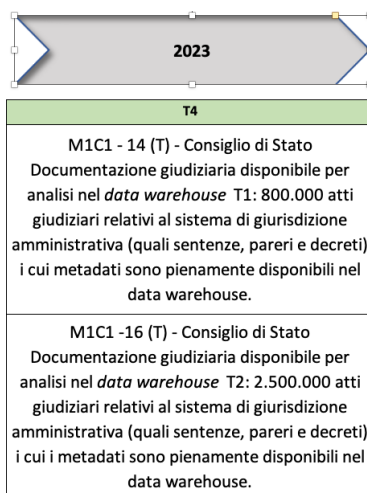 2023
T4
M1C1 - 14 (T) - Consiglio di Stato
Documentazione giudiziaria disponibile per
analisi nel data warehouse T1: 800.000 atti
giudiziari relativi al sistema di giurisdizione
amministrativa (quali sentenze, pareri e decreti)
i cui metadati sono pienamente disponibili nel
data warehouse.
M1C1 -16 (T) - Consiglio di Stato
Documentazione giudiziaria disponibile per
analisi nel data warehouse T2: 2.500.000 atti
giudiziari relativi al sistema di giurisdizione
amministrativa (quali sentenze, pareri e decreti)
i cui i metadati sono pienamente disponibili nel
data warehouse.